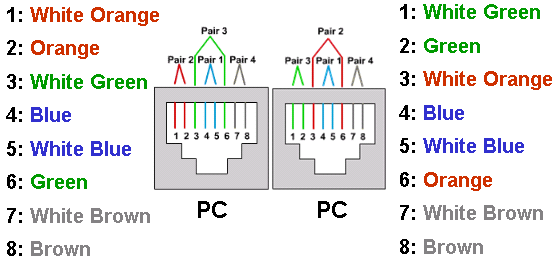 1: White Orange
2: Orange
3: White Green
4: Blue
5: White Blue
6: Green
7: White Brown
8: Brown
Pair 3
Pair 2 Pair 1 Pair 4
1 2 3 4 5 6 7 8
PC
Pair 2
Pair 3 Pair 1 Pair 4
1 2 3 4 5 6 7 8
PC
1: White Green
2: Green
3: White Orange
4: Blue
5: White Blue
6: Orange
7: White Brown
8: Brown